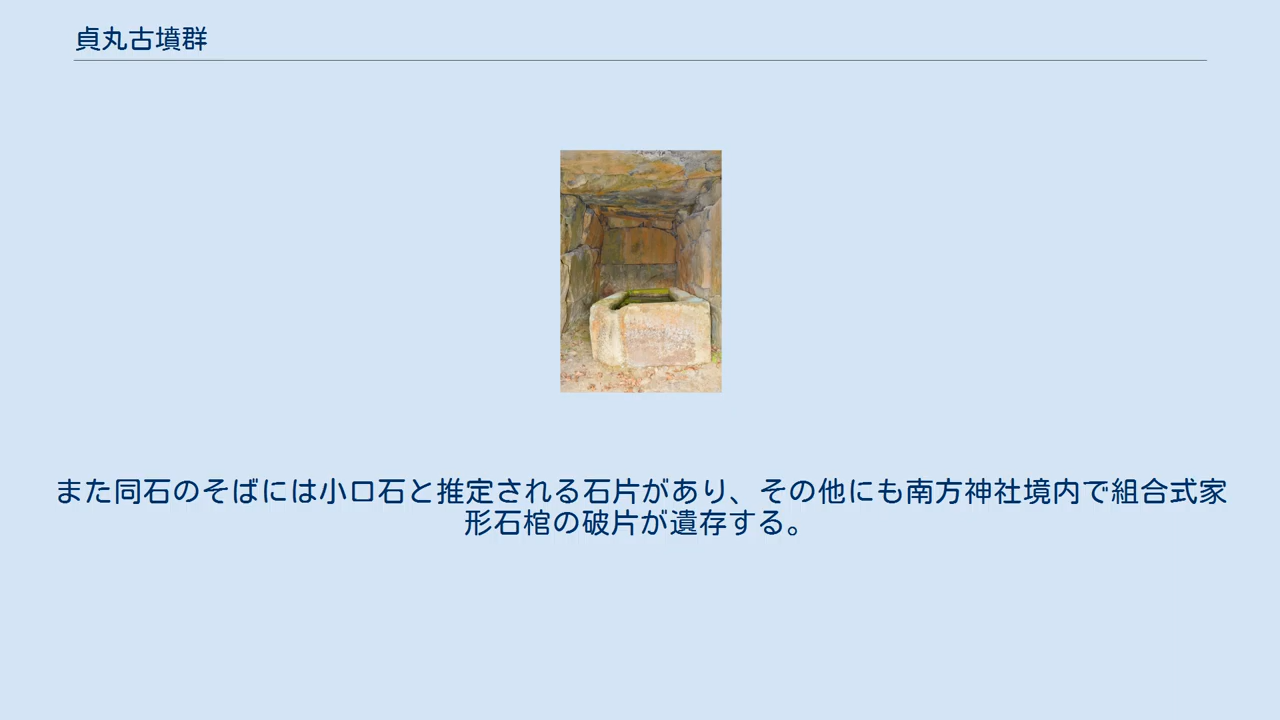 貞丸古墳群
また同石のそばには小口石と推定される石片があり、その他にも南方神社境内で組合式家
形石棺の破片が遺存する。